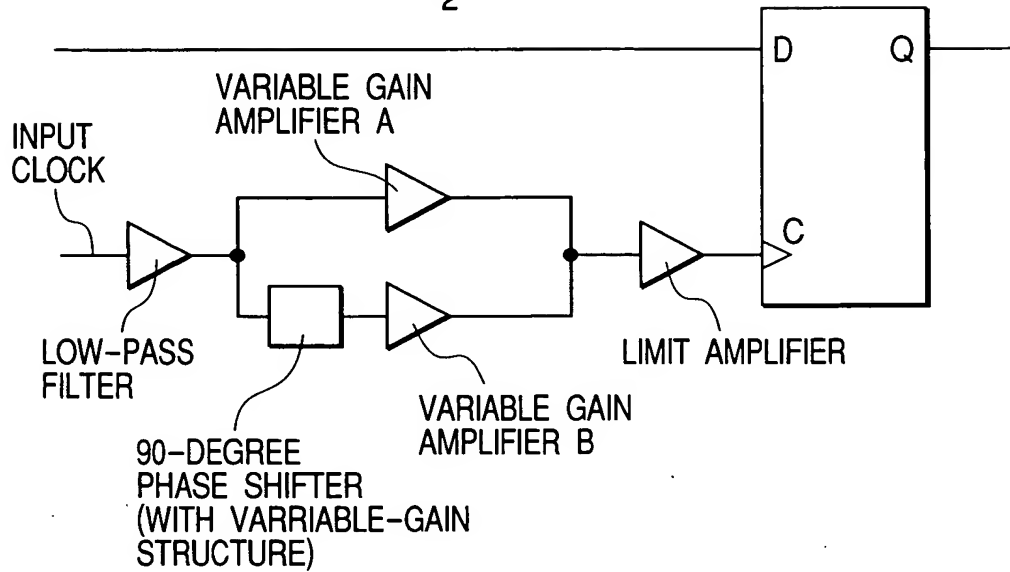 2
D Q
VARIABLE GAIN
AMPLIFIER A
INPUT
CLOCK
C
LOW-PASS
FILTER
LIMIT AMPLIFIER
VARIABLE GAIN
AMPLIFIER B
90-DEGREE
PHASE SHIFTER
(WITH VARRIABLE-GAIN
STRUCTURE)